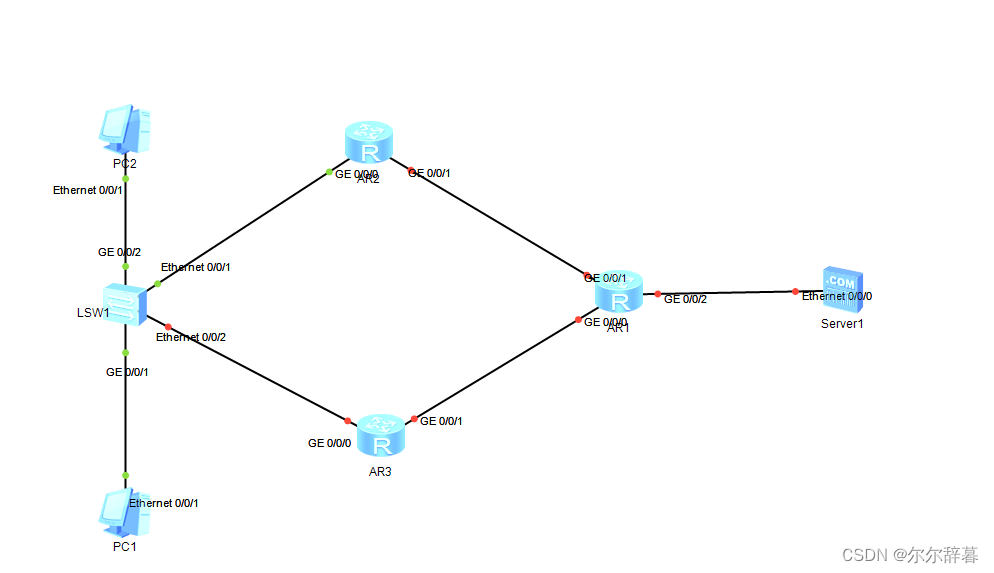 PC2
Ethernet 0/0/1
GE 0/0/2
Ethernet 0/0/1
LSW1
Ethernet 0/0/2
GE 0/0/1
Ethernet 0/0/1
PC1
GE 0/0/0
AR2
R
GE 0/0/1
GE 0/0/1
R
GE 0/0/0
AR1
GE 0/0/2
.COM
Ethernet 0/0/0
Server1
GE 0/0/1
GE 0/0/0
R
AR3
CSDN @尔尔辞暮